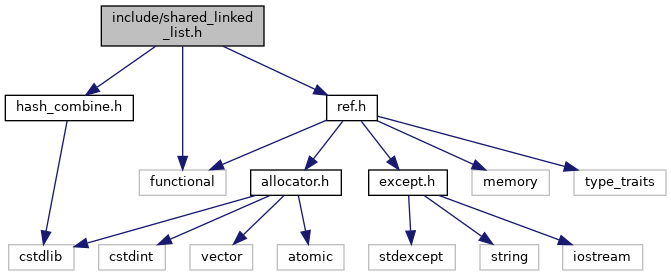 include/shared_linked
_list.h
hash_combine.h
ref.h
functional
allocator.h
except.h
memory
type_traits
cstdlib
cstdint
vector
atomic
stdexcept
string
iostream